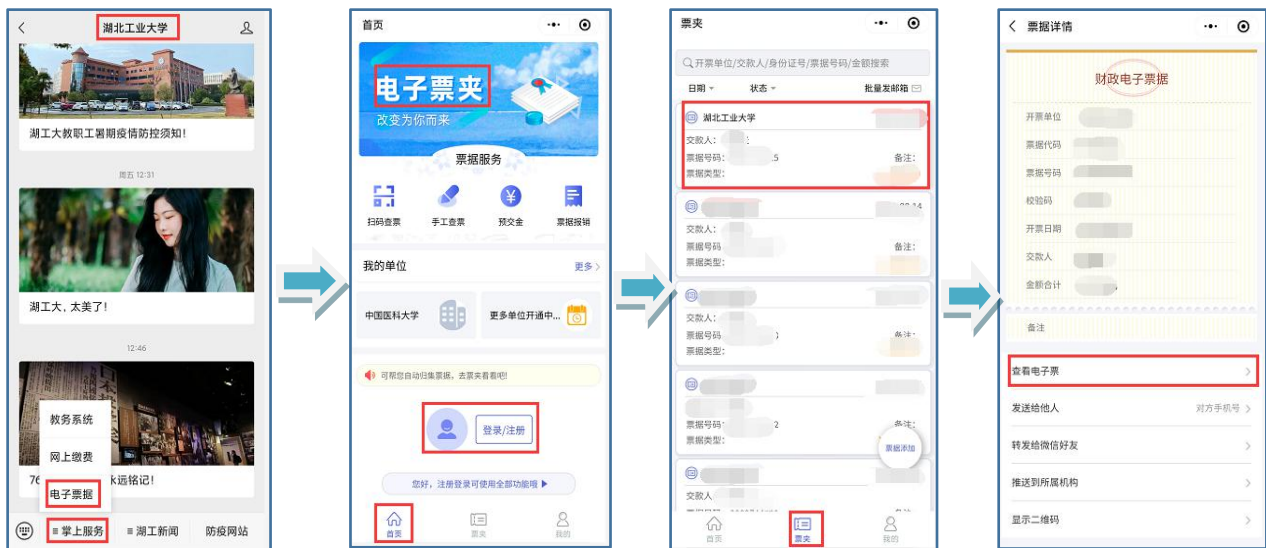 湖北工业大学
湖工大教职工暑期疫情防控须知！
周五 12:31
湖工大，太美了！
12:46
76
永远铭记！
教务系统
网上缴费
电子票据
≡掌上服务
≡湖工新闻
防疫网站
首页
电子票夹
改变为你而来
票据服务
扫码查票
手工查票
预交金
票据报销
我的单位
更多>
中国医科大学
更多单位开通中...
可帮您自动归集票据，去票夹看看吧!
登录/注册
您好，注册登录可使用全部功能哦
首页
票夹
我的
票夹
开票单位/交款人/身份证号/票据号码/金额搜索
日期
状态
批量发邮箱
湖北工业大学
交款人：
票据号码：
5
备注：
票据类型：
交款人：
票据号码
备注：
票据类型：
交款人：
票据号码
备注：
票据类型：
票据号码：
2
备注：
票据类型：
票据添加
交款人
首页
票夹
我的
票据详情
财政电子票据
开票单位
票据代码
票据号码
校验码
开票日期
交款人
金额合计
备注
查看电子票
发送给他人
对方手机号
转发给微信好友
推送到所属机构
显示二维码